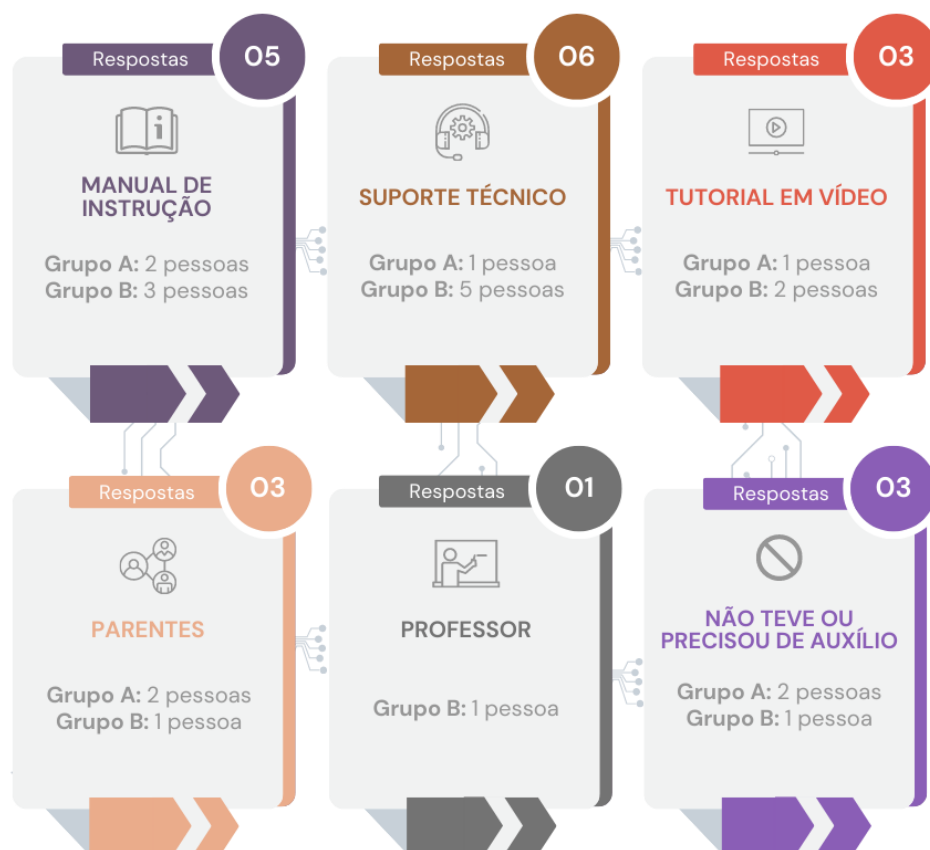 Respostas 05
MANUAL DE
INSTRUÇÃO
Grupo A: 2 pessoas
Grupo B: 3 pessoas
Respostas 06
SUPORTE TÉCNICO
Grupo A: 1 pessoa
Grupo B: 5 pessoas
Respostas 03
TUTORIAL EM VÍDEO
Grupo A: 1 pessoa
Grupo B: 2 pessoas
Respostas 03
PARENTES
Grupo A: 2 pessoas
Grupo B: 1 pessoa
Respostas 01
PROFESSOR
Grupo B: 1 pessoa
Respostas 03
NÃO TEVE OU
PRECISOU DE AUXÍLIO
Grupo A: 2 pessoas
Grupo B: 1 pessoa